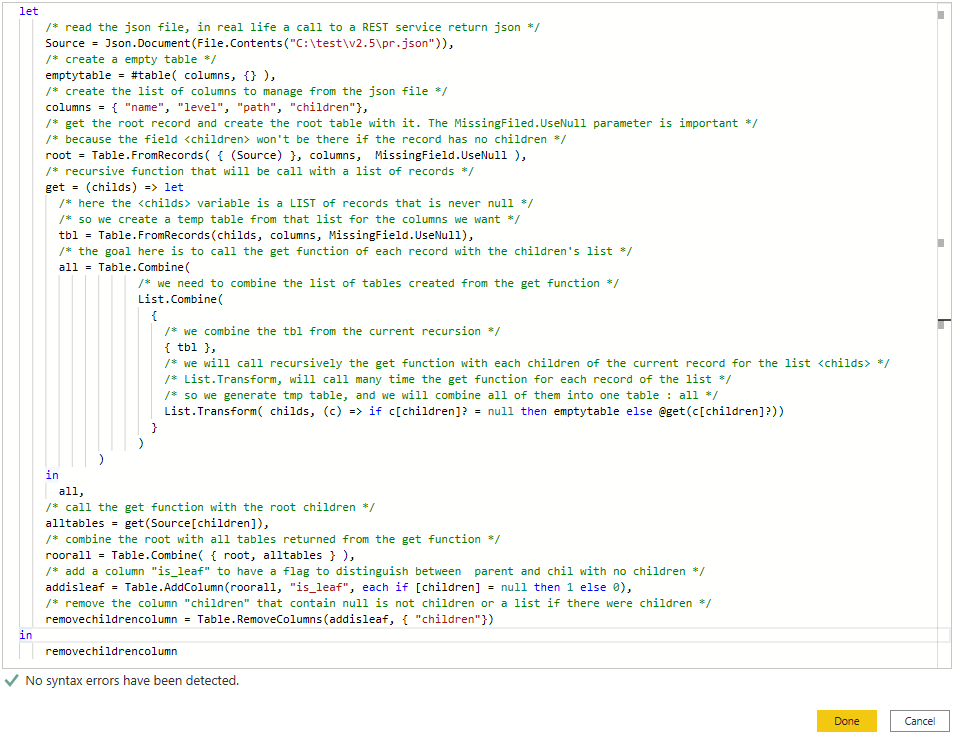 let
/* read the json file, in real life a call to a REST service return json */
Source = Json.Document(File.Contents("C:\test\v2.5\pr.json")),
/* create a empty table */
emptytable = #table( columns, {} ),
/* create the list of columns to manage from the json file */
columns = { "name", "level", "path", "children"},
/* get the root record and create the root table with it. The MissingFiled.UseNull parameter is important */
/* because the field <children> won't be there if the record has no children */
root = Table.FromRecords( { (Source) }, columns,  MissingField.UseNull ),
/* recursive function that will be call with a list of records */
get = (childs) => let
/* here the <childs> variable is a LIST of records that is never null */
/* so we create a temp table from that list for the columns we want */
tbl = Table.FromRecords(childs, columns, MissingField.UseNull),
/* the goal here is to call the get function of each record with the children's list */
all = Table.Combine(
/* we need to combine the list of tables created from the get function */
List.Combine(
{
/* we combine the tbl from the current recursion */
{ tbl },
/* we will call recursively the get function with each children of the current record for the list <childs> */
/* List.Transform, will call many time the get function for each record of the list */
/* so we generate tmp table, and we will combine all of them into one table : all */
List.Transform( childs, (c) => if c[children]? = null then emptytable else @get(c[children]?))
}
)
)
in
all,
/* call the get function with the root children */
alltables = get(Source[children]),
/* combine the root with all tables returned from the get function */
roorall = Table.Combine( { root, alltables } ),
/* add a column "is_leaf" to have a flag to distinguish between  parent and chil with no children */
addisleaf = Table.AddColumn(roorall, "is_leaf", each if [children] = null then 1 else 0),
/* remove the column "children" that contain null is not children or a list if there were children */
removechildrencolumn = Table.RemoveColumns(addisleaf, { "children"})
in
removechildrencolumn
No syntax errors have been detected.
Done Cancel